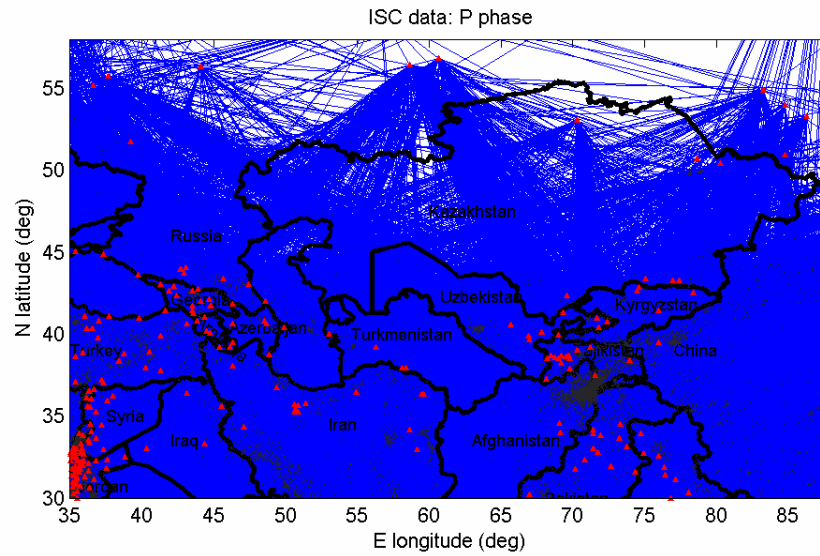 ISC data: P phase
N latitude (deg)
55
50
45
40
35
30
Kazakhstan
Russia
Uzbekistan
Kyrgyzstan
Azerbaijan
Turkmenistan
Turkey
China
Syria
Iraq
Iran
Afghanistan
35 40 45 50 55 60 65 70 75 80 85
E longitude (deg)